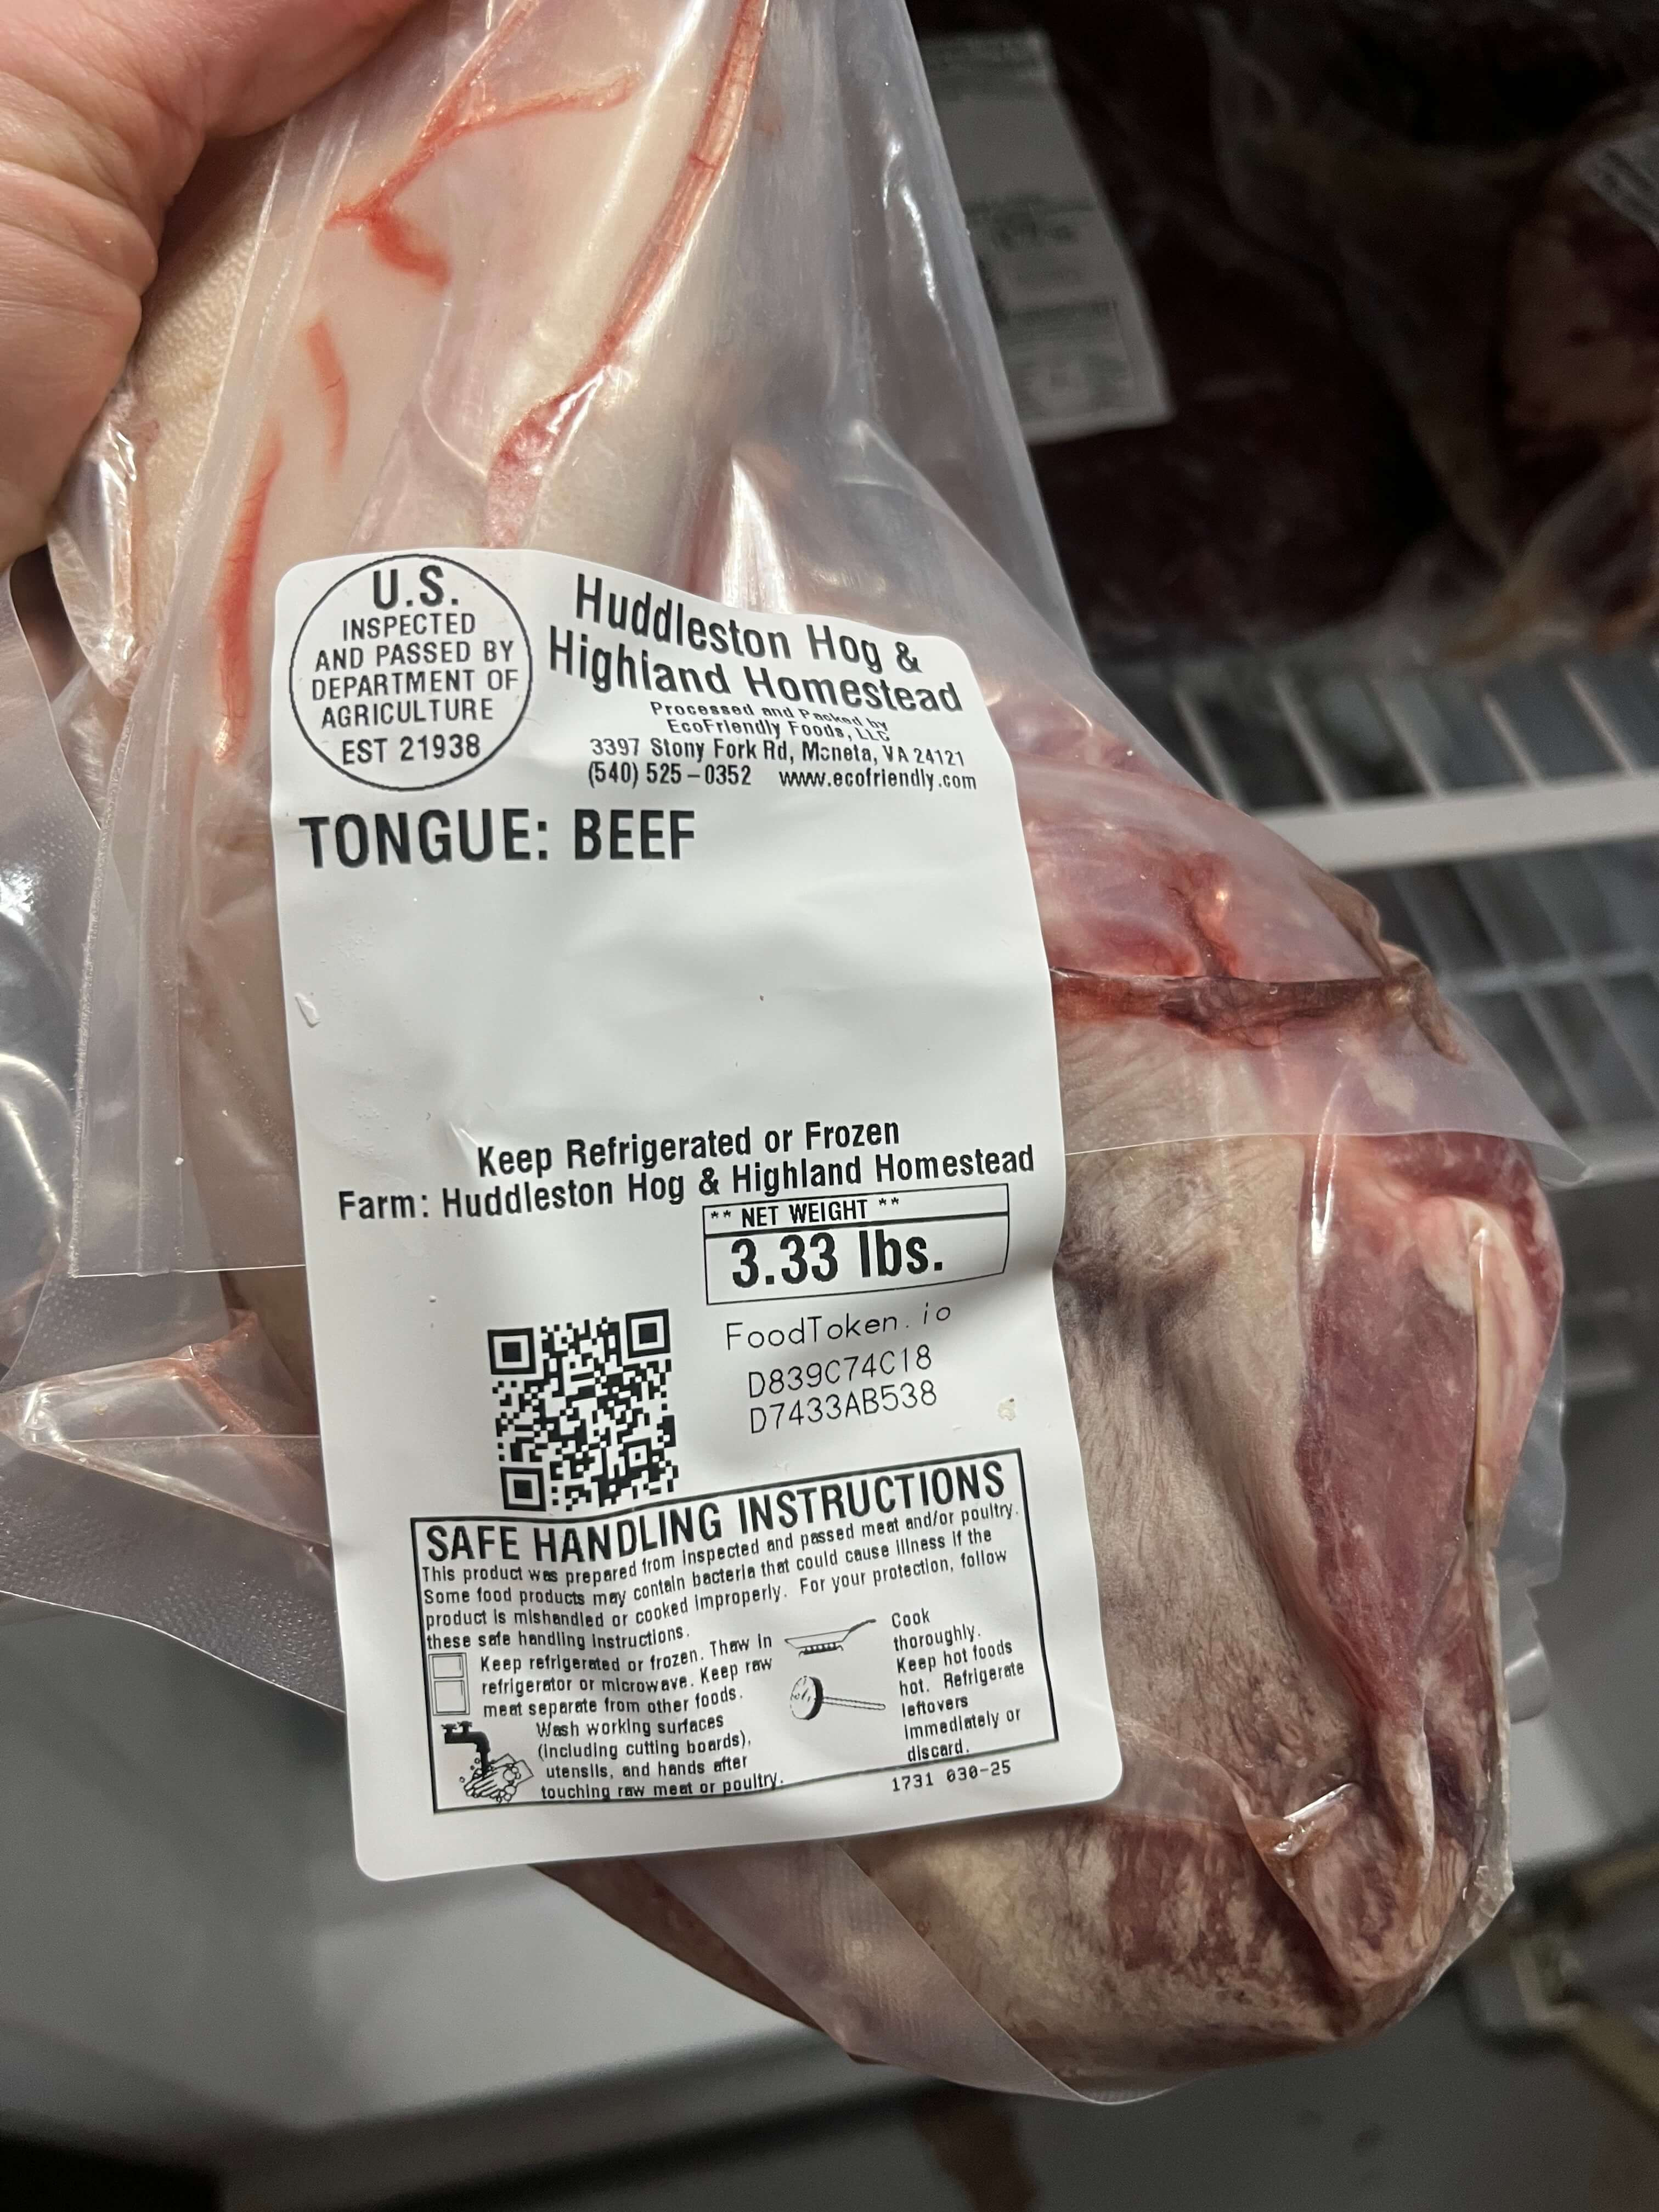 U.S.
INSPECTED
AND PASSED BY
DEPARTMENT OF
AGRICULTURE
EST 21938
Huddleston Hog &
Highland Homestead
Processed and Packed by
EcoFriendly Foods, LLC
3397 Stony Fork Rd, Moneta, VA 24121
(540) 525-0352 www.ecofriendly.com
TONGUE: BEEF
Keep Refrigerated or Frozen
Farm: Huddleston Hog & Highland Homestead
** NET WEIGHT **
3.33 lbs.
FoodToken.io
D839C74C18
D7433AB538
SAFE HANDLING INSTRUCTIONS
This product was prepared from inspected and passed meat and/or poultry.
Some food products may contain bacteria that could cause illness if the
product is mishandled or cooked improperly. For your protection, follow
these safe handling instructions.
Keep refrigerated or frozen. Thaw in
refrigerator or microwave. Keep raw
meat separate from other foods.
Wash working surfaces
(including cutting boards),
utensils, and hands after
touching raw meat or poultry.
Cook
thoroughly.
Keep hot foods
hot. Refrigerate
leftovers
immediately or
discard.
1731 030-25